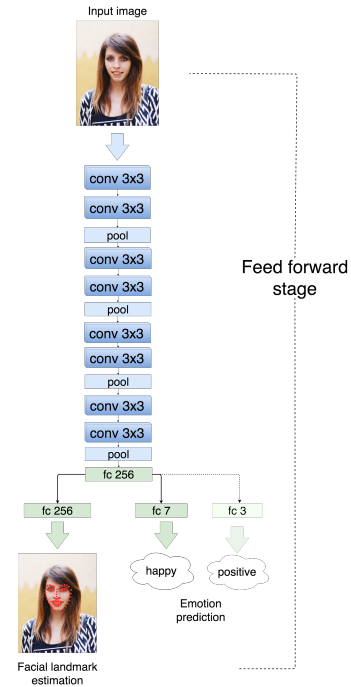 Input image
conv 3x3
conv 3x3
pool
conv 3x3
conv 3x3
pool
conv 3x3
conv 3x3
pool
conv 3x3
conv 3x3
pool
fc 256
fc 256
fc 7
fc 3
happy
positive
Emotion
prediction
Facial landmark
estimation
Feed forward
stage